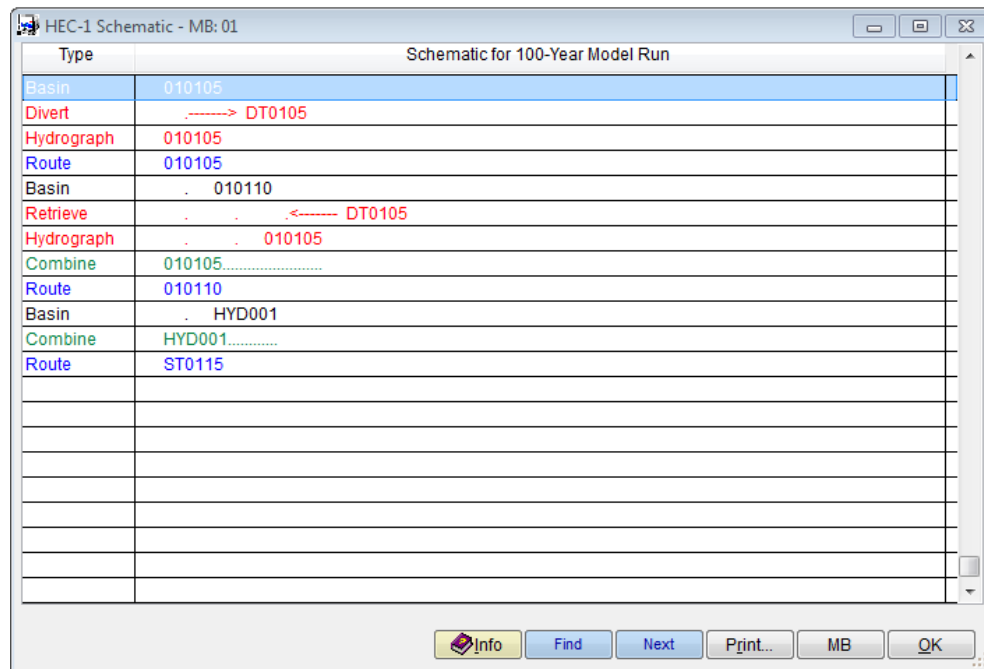 HEC-1 Schematic - MB: 01
Type Schematic for 100-Year Model Run
Basin 010105
Divert .-------> DT0105
Hydrograph 010105
Route 010105
Basin . 010110
Retrieve . . .<------- DT0105
Hydrograph . . 010105
Combine 010105.........................
Route 010110
Basin . HYD001
Combine HYD001............
Route ST0115
Info Find Next Print... MB OK